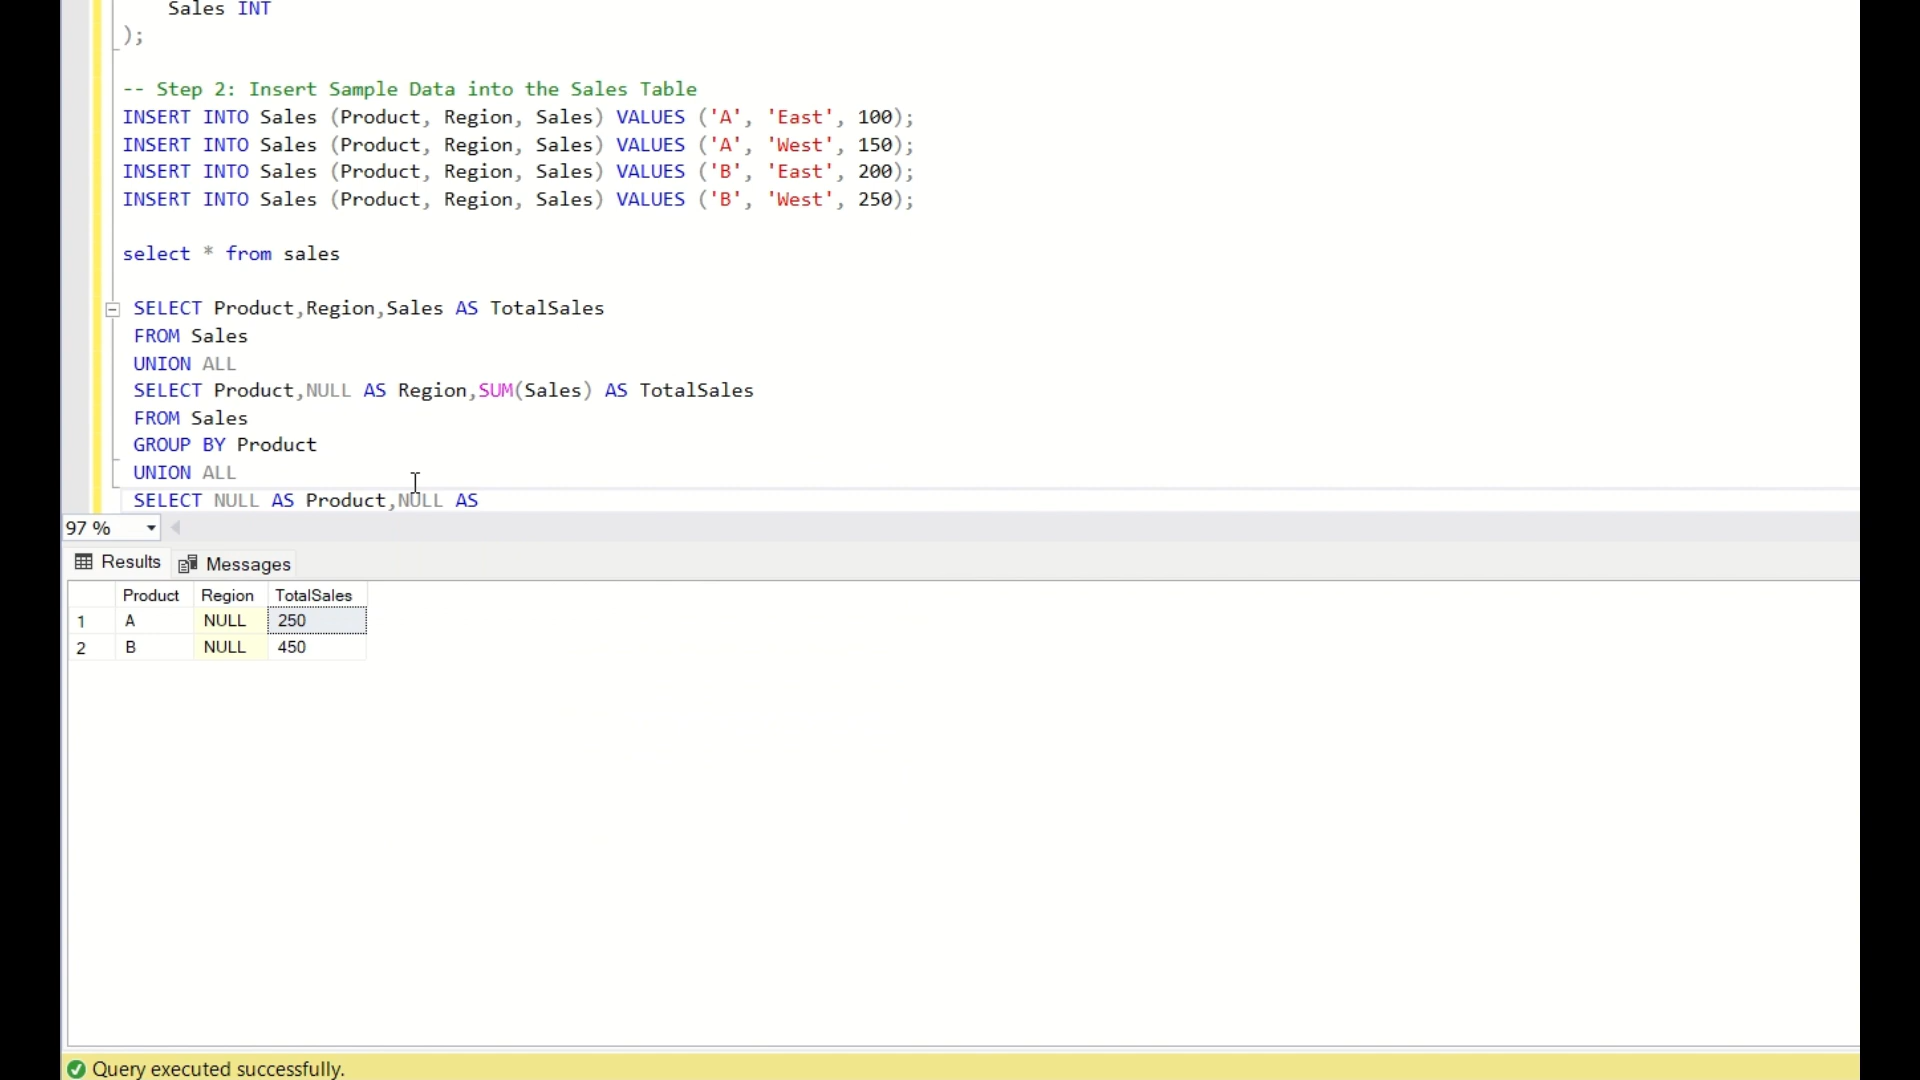 Sales INT
);
-- Step 2: Insert Sample Data into the Sales Table
INSERT INTO Sales (Product, Region, Sales) VALUES ('A', 'East', 100);
INSERT INTO Sales (Product, Region, Sales) VALUES ('A', 'West', 150);
INSERT INTO Sales (Product, Region, Sales) VALUES ('B', 'East', 200);
INSERT INTO Sales (Product, Region, Sales) VALUES ('B', 'West', 250);
select * from sales
SELECT Product,Region,Sales AS TotalSales
FROM Sales
UNION ALL
SELECT Product,NULL AS Region,SUM(Sales) AS TotalSales
FROM Sales
GROUP BY Product
UNION ALL
SELECT NULL AS Product,NULL AS
97 %
Results Messages
Product Region TotalSales
1 A NULL 250
2 B NULL 450
Query executed successfully.